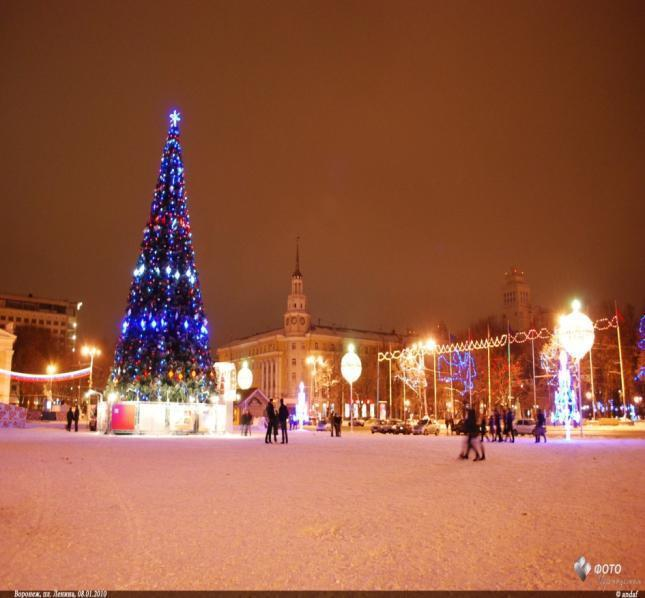 ФОТО
Воронеж, пл. Ленина, 08.01.2010
© andaf